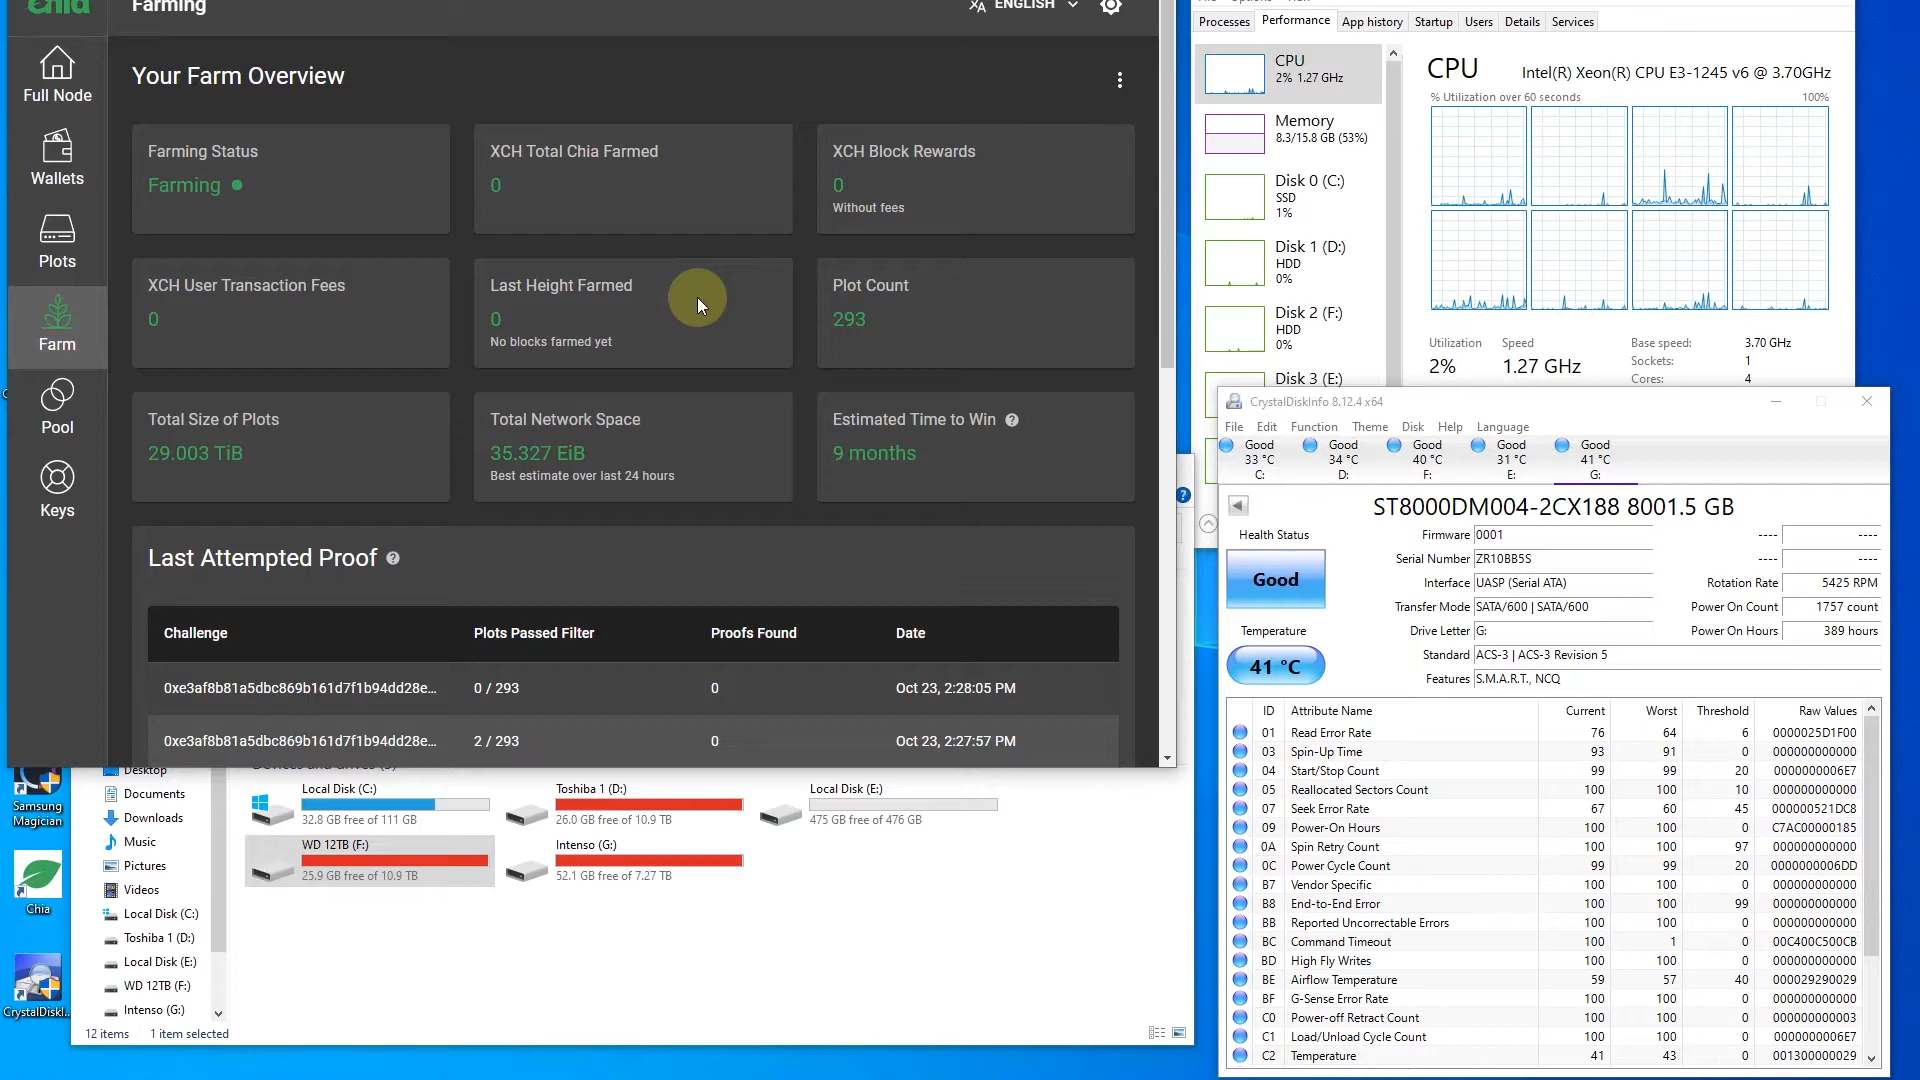 Chia
Farming
ENGLISH
Full Node
Wallets
Plots
Farm
Pool
Keys
Your Farm Overview
Farming Status
Farming
XCH Total Chia Farmed
0
XCH Block Rewards
0
Without fees
XCH User Transaction Fees
0
Last Height Farmed
0
No blocks farmed yet
Plot Count
293
Total Size of Plots
29.003 TiB
Total Network Space
35.327 EiB
Best estimate over last 24 hours
Estimated Time to Win
9 months
Last Attempted Proof
Challenge Plots Passed Filter Proofs Found Date
0xe3af8b81a5dbc869b161d7f1b94dd28e... 0 / 293 0 Oct 23, 2:28:05 PM
0xe3af8b81a5dbc869b161d7f1b94dd28e... 2 / 293 0 Oct 23, 2:27:57 PM
Processes Performance App history Startup Users Details Services
CPU
2% 1.27 GHz
Memory
8.3/15.8 GB (53%)
Disk 0 (C:)
SSD
1%
Disk 1 (D:)
HDD
0%
Disk 2 (F:)
HDD
0%
Disk 3 (E:)
CPU Intel(R) Xeon(R) CPU E3-1245 v6 @ 3.70GHz
% Utilization over 60 seconds 100%
Utilization Speed
2% 1.27 GHz
Base speed: 3.70 GHz
Sockets: 1
Cores: 4
CrystalDiskInfo 8.12.4 x64
File Edit Function Theme Disk Help Language
Good Good Good Good Good
33 °C 34 °C 40 °C 31 °C 41 °C
C: D: F: E: G:
ST8000DM004-2CX188 8001.5 GB
Health Status
Good
Temperature
41 °C
Firmware 0001 ---- ----
Serial Number ZR10BB5S ---- ----
Interface UASP (Serial ATA) Rotation Rate 5425 RPM
Transfer Mode SATA/600 | SATA/600 Power On Count 1757 count
Drive Letter G: Power On Hours 389 hours
Standard ACS-3 | ACS-3 Revision 5
Features S.M.A.R.T., NCQ
ID Attribute Name Current Worst Threshold Raw Values
01 Read Error Rate 76 64 6 0000025D1F00
03 Spin-Up Time 93 91 0 000000000000
04 Start/Stop Count 99 99 20 0000000006E7
05 Reallocated Sectors Count 100 100 10 000000000000
07 Seek Error Rate 67 60 45 000000521DC8
09 Power-On Hours 100 100 0 C7AC00000185
0A Spin Retry Count 100 100 97 000000000000
0C Power Cycle Count 99 99 20 0000000006DD
B7 Vendor Specific 100 100 0 000000000000
B8 End-to-End Error 100 100 99 000000000000
BB Reported Uncorrectable Errors 100 100 0 000000000000
BC Command Timeout 100 1 0 00C400C500CB
BD High Fly Writes 100 100 0 000000000000
BE Airflow Temperature 59 57 40 000029290029
BF G-Sense Error Rate 100 100 0 000000000000
C0 Power-off Retract Count 100 100 0 000000000003
C1 Load/Unload Cycle Count 100 100 0 0000000006E7
C2 Temperature 41 43 0 001300000029
Samsung
Magician
Chia
CrystalDiskI...
Desktop
Documents
Downloads
Music
Pictures
Videos
Local Disk (C:)
Toshiba 1 (D:)
Local Disk (E:)
WD 12TB (F:)
Intenso (G:)
Local Disk (C:)
32.8 GB free of 111 GB
Toshiba 1 (D:)
26.0 GB free of 10.9 TB
Local Disk (E:)
475 GB free of 476 GB
WD 12TB (F:)
25.9 GB free of 10.9 TB
Intenso (G:)
52.1 GB free of 7.27 TB
12 items 1 item selected